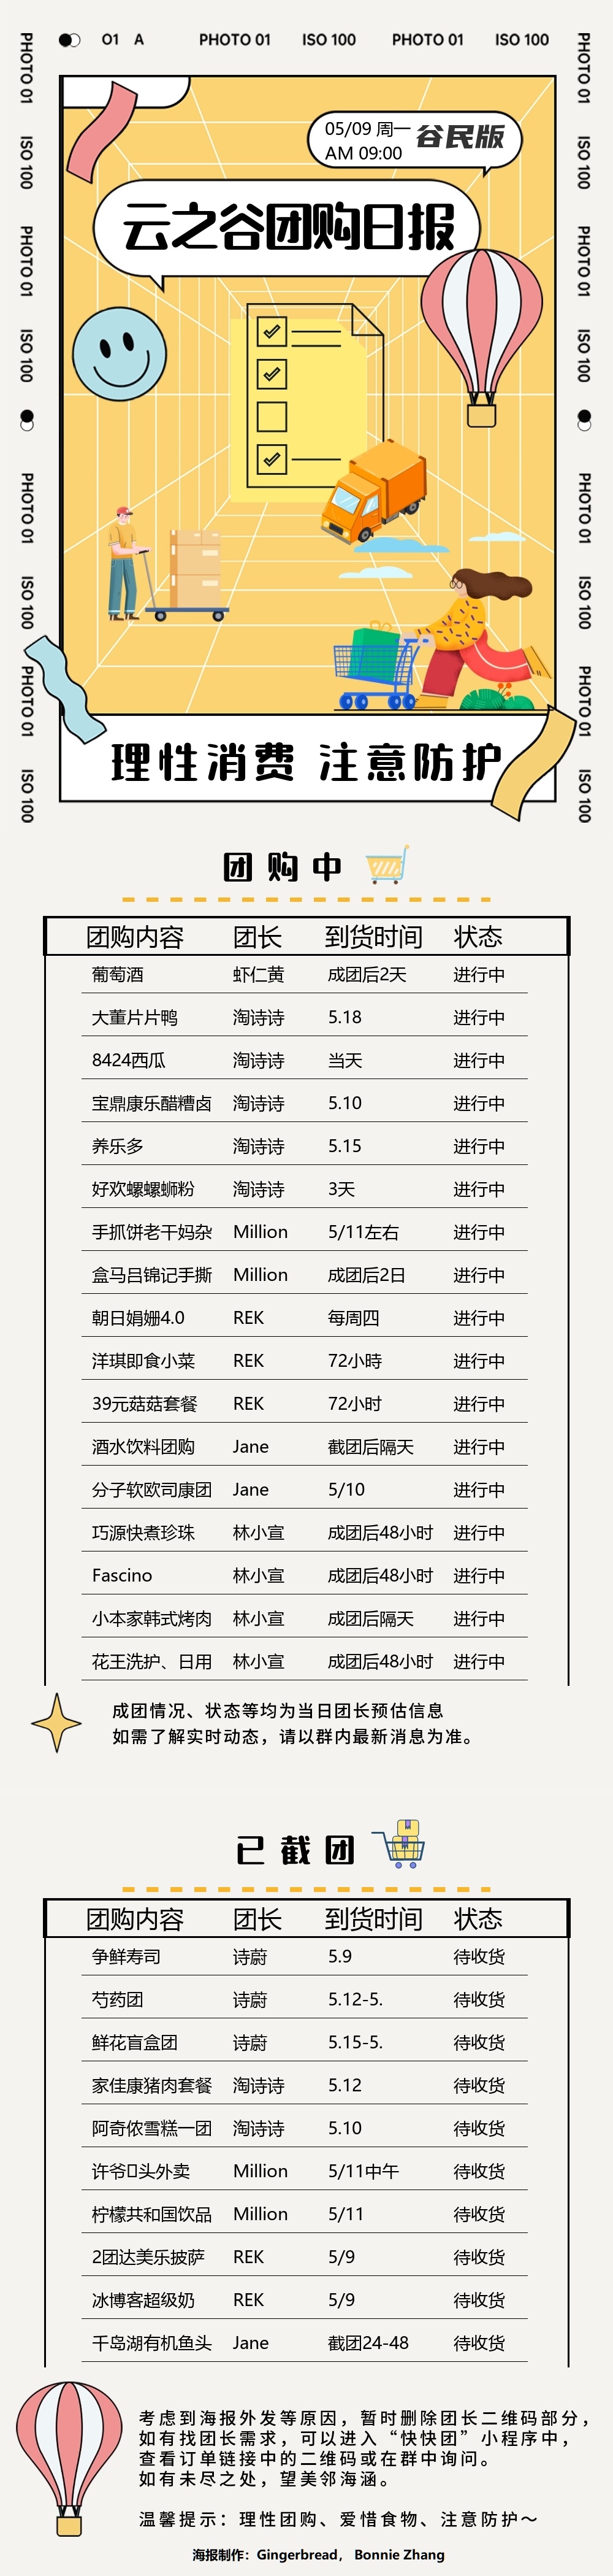 O1 A PHOTO 01 ISO 100 PHOTO 01 ISO 100
PHOTO 01
ISO 100
PHOTO 01
ISO 100
PHOTO 01
ISO 100
PHOTO 01
ISO 100
PHOTO 01
ISO 100
PHOTO 01
ISO 100
PHOTO 01
ISO 100
PHOTO 01
ISO 100
05/09 周一 谷民版
AM 09:00
云之谷团购日报
理性消费 注意防护
团购中
团购内容 团长 到货时间 状态
葡萄酒 虾仁黄 成团后2天 进行中
大董片片鸭 淘诗诗 5.18 进行中
8424西瓜 淘诗诗 当天 进行中
宝鼎康乐醋糟卤 淘诗诗 5.10 进行中
养乐多 淘诗诗 5.15 进行中
好欢螺螺蛳粉 淘诗诗 3天 进行中
手抓饼老干妈杂 Million 5/11左右 进行中
盒马吕锦记手撕 Million 成团后2日 进行中
朝日娟姗4.0 REK 每周四 进行中
洋琪即食小菜 REK 72小時 进行中
39元菇菇套餐 REK 72小时 进行中
酒水饮料团购 Jane 截团后隔天 进行中
分子软欧司康团 Jane 5/10 进行中
巧源快煮珍珠 林小宣 成团后48小时 进行中
Fascino 林小宣 成团后48小时 进行中
小本家韩式烤肉 林小宣 成团后隔天 进行中
花王洗护、日用 林小宣 成团后48小时 进行中
成团情况、状态等均为当日团长预估信息
如需了解实时动态，请以群内最新消息为准。
已截团
团购内容 团长 到货时间 状态
争鲜寿司 诗蔚 5.9 待收货
芍药团 诗蔚 5.12-5. 待收货
鲜花盲盒团 诗蔚 5.15-5. 待收货
家佳康猪肉套餐 淘诗诗 5.12 待收货
阿奇侬雪糕一团 淘诗诗 5.10 待收货
许爷▯头外卖 Million 5/11中午 待收货
柠檬共和国饮品 Million 5/11 待收货
2团达美乐披萨 REK 5/9 待收货
冰博客超级奶 REK 5/9 待收货
千岛湖有机鱼头 Jane 截团24-48 待收货
考虑到海报外发等原因，暂时删除团长二维码部分，
如有找团长需求，可以进入“快快团”小程序中，
查看订单链接中的二维码或在群中询问。
如有未尽之处，望美邻海涵。
温馨提示：理性团购、爱惜食物、注意防护～
海报制作：Gingerbread， Bonnie Zhang